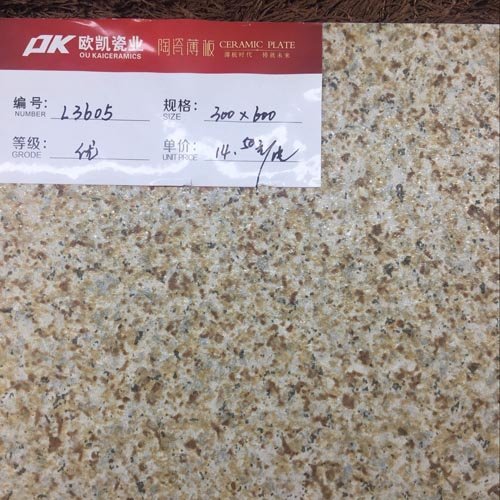 OK 欧凯瓷业 陶瓷薄板 CERAMIC PLATE
OU KAICERAMICS 薄板时代 铸就未来
编号: L3605 规格: 300×600
NUMBER SIZE
等级: 优 单价: 14.50元/片
GRODE UNIT PRICE